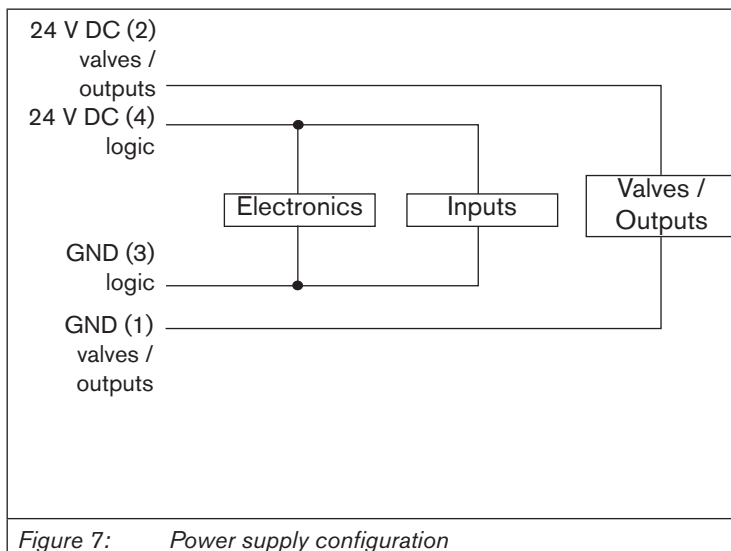 24 V DC (2)
valves /
outputs
24 V DC (4)
logic
Electronics
Inputs
Valves /
Outputs
GND (3)
logic
GND (1)
valves /
outputs
Figure 7: Power supply configuration